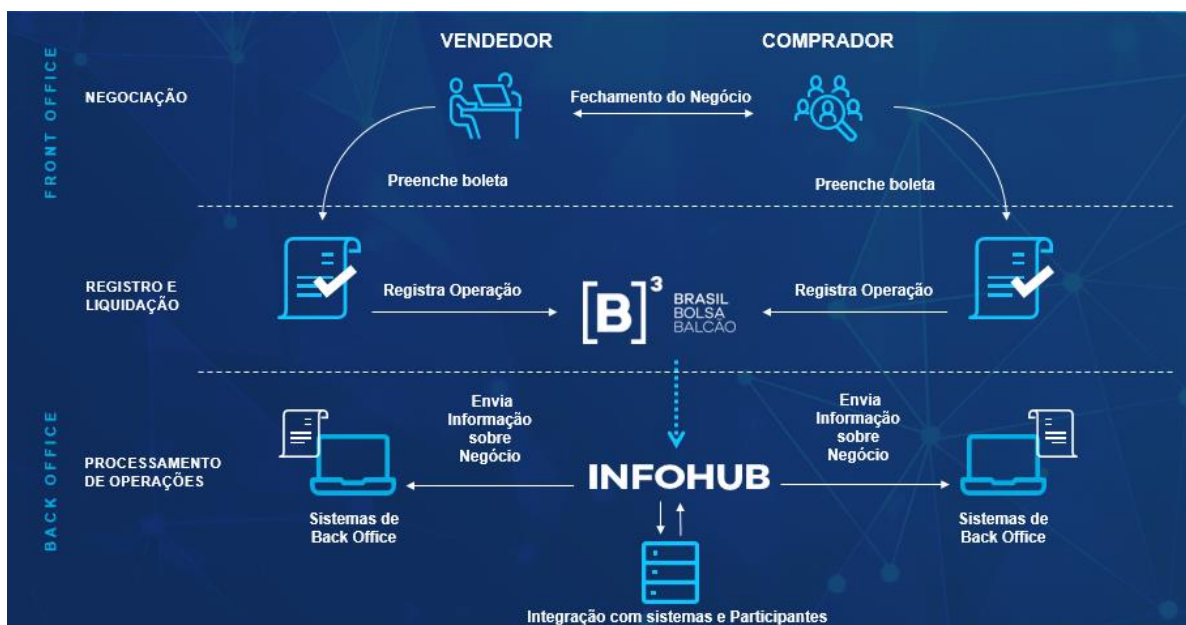 VENDEDOR
COMPRADOR
FRONT OFFICE
NEGOCIAÇÃO
Fechamento do Negócio
Preenche boleta
Preenche boleta
REGISTRO E
LIQUIDAÇÃO
Registra Operação
[B]³
BRASIL
BOLSA
BALCÃO
Registra Operação
BACK OFFICE
PROCESSAMENTO
DE OPERAÇÕES
Envia
Informação
sobre
Negócio
Envia
Informação
sobre
Negócio
INFOHUB
Sistemas de
Back Office
Sistemas de
Back Office
Integração com sistemas e Participantes